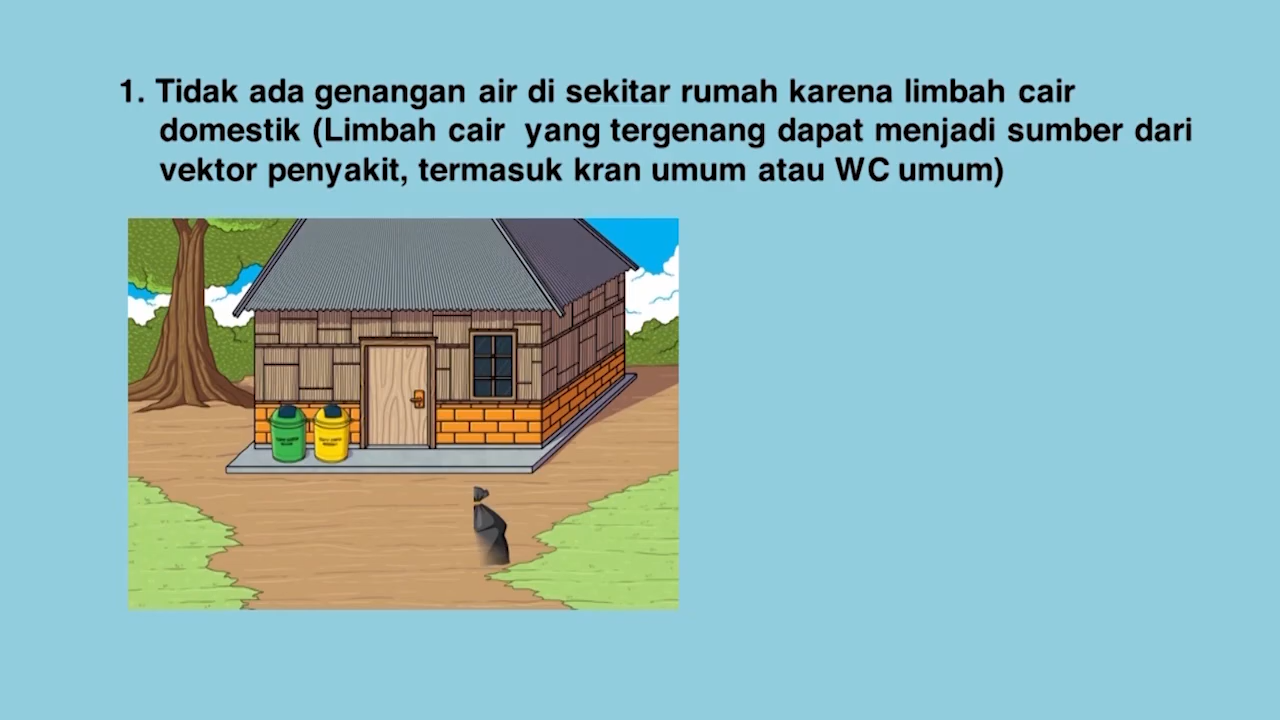 1. Tidak ada genangan air di sekitar rumah karena limbah cair
domestik (Limbah cair yang tergenang dapat menjadi sumber dari
vektor penyakit, termasuk kran umum atau WC umum)